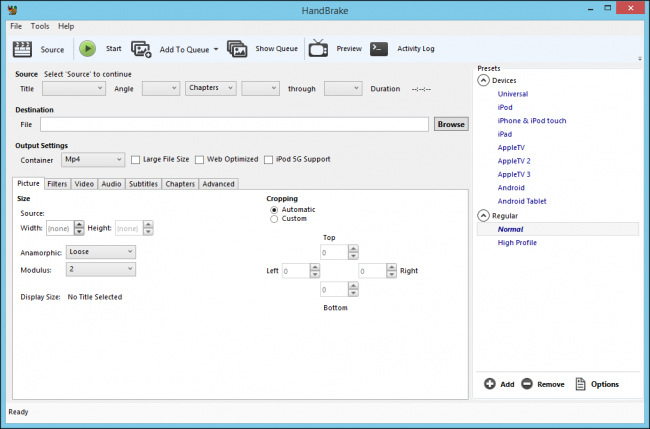 HandBrake
File Tools Help
Source Start Add To Queue Show Queue Preview Activity Log
Source Select 'Source' to continue
Title Angle Chapters through Duration --:--:--
Destination
File Browse
Output Settings
Container Mp4 Large File Size Web Optimized iPod 5G Support
Picture Filters Video Audio Subtitles Chapters Advanced
Size
Source:
Width: (none) Height: (none)
Anamorphic: Loose
Modulus: 2
Display Size: No Title Selected
Cropping
Automatic
Custom
Top
0
Left 0 0 Right
0
Bottom
Presets
Devices
Universal
iPod
iPhone & iPod touch
iPad
AppleTV
AppleTV 2
AppleTV 3
Android
Android Tablet
Regular
Normal
High Profile
Add Remove Options
Ready